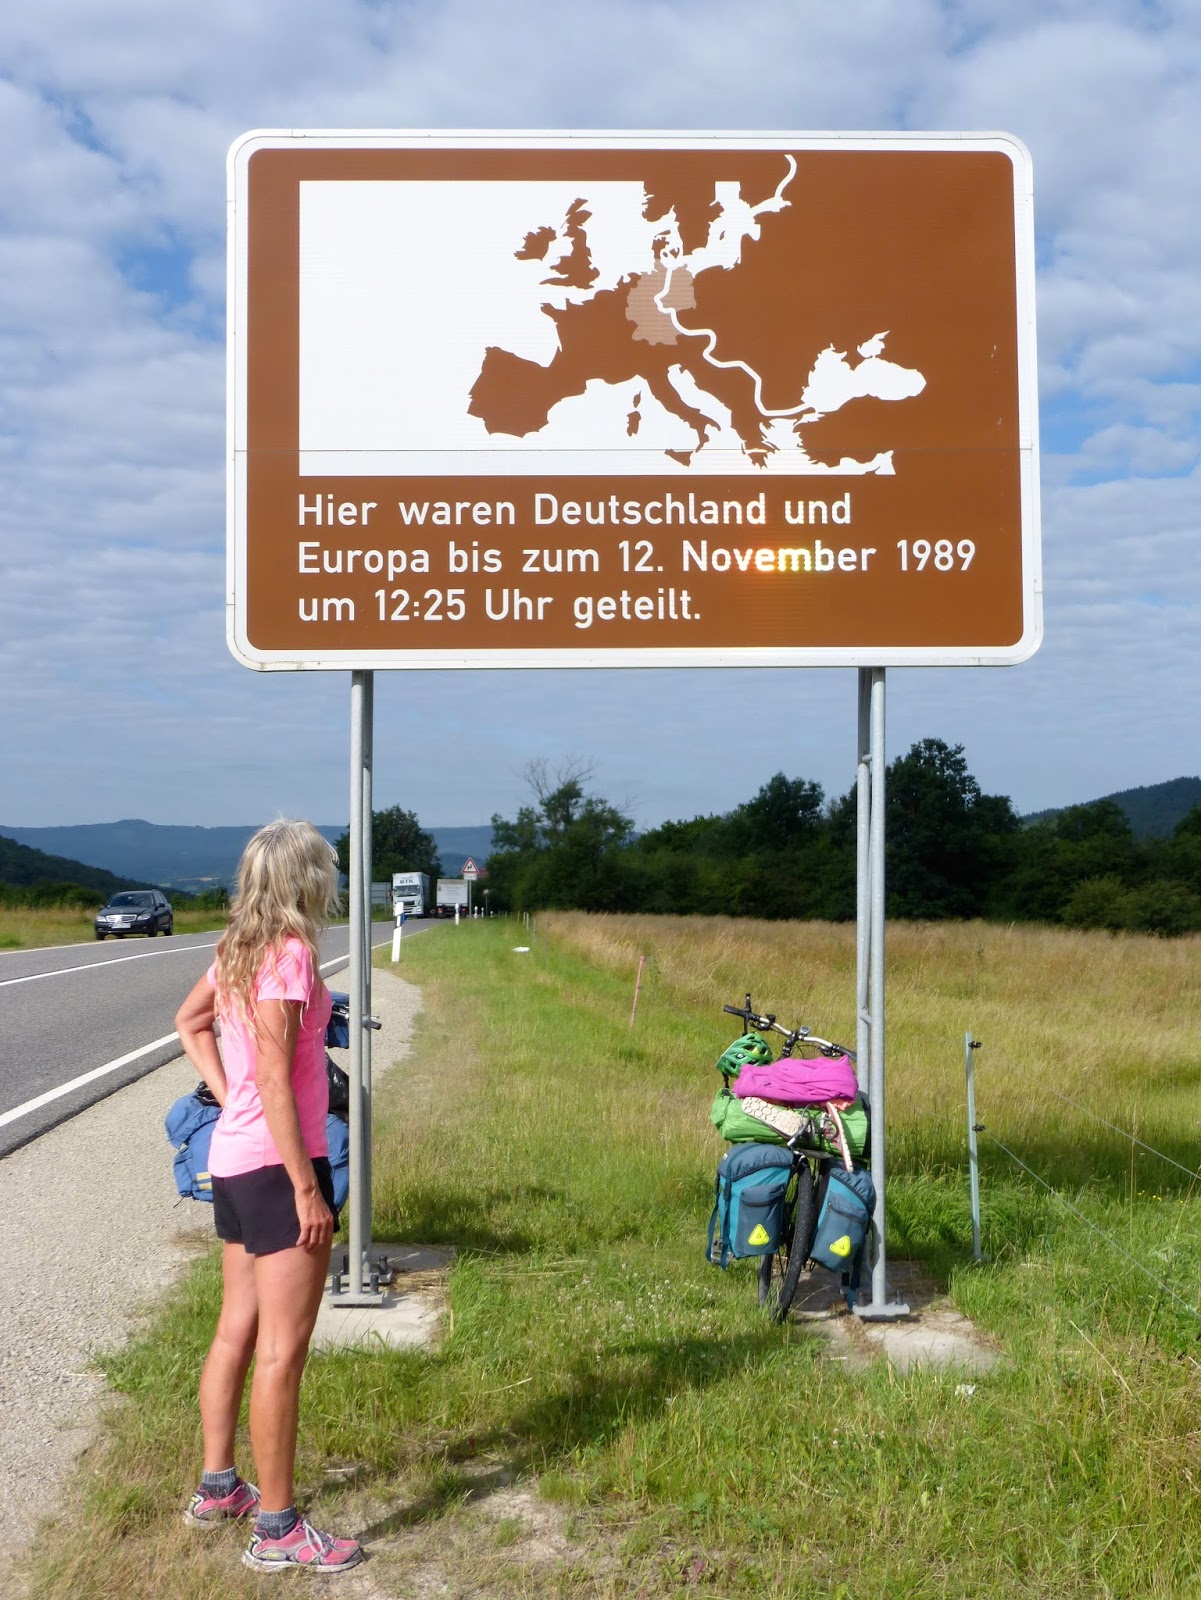 Hier waren Deutschland und
Europa bis zum 12. November 1989
um 12:25 Uhr geteilt.